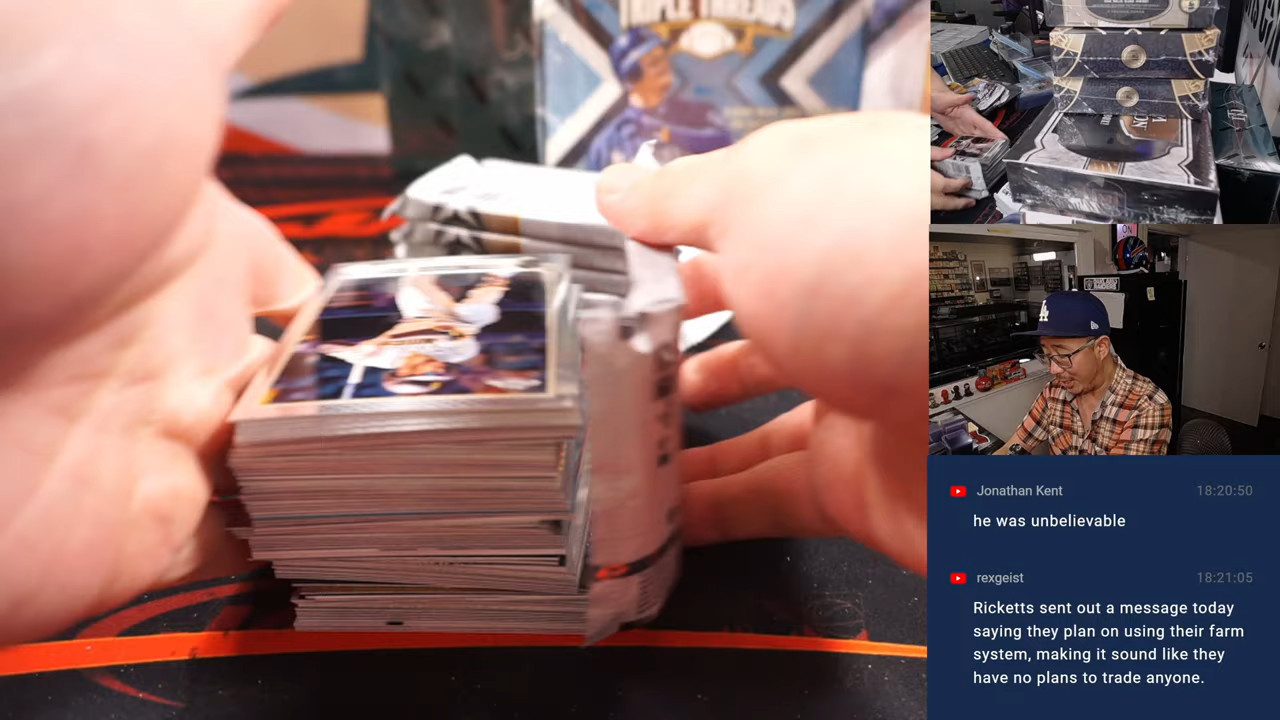 TRIPLE THREADS
ON
LA
Jonathan Kent 18:20:50
he was unbelievable
rexgeist 18:21:05
Ricketts sent out a message today
saying they plan on using their farm
system, making it sound like they
have no plans to trade anyone.